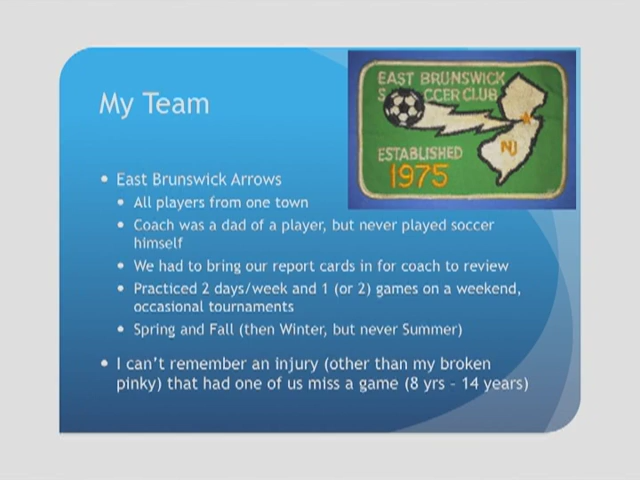 My Team
EAST BRUNSWICK
SOCCER CLUB
ESTABLISHED
1975
NJ
• East Brunswick Arrows
• All players from one town
• Coach was a dad of a player, but never played soccer
himself
• We had to bring our report cards in for coach to review
• Practiced 2 days/week and 1 (or 2) games on a weekend,
occasional tournaments
• Spring and Fall (then Winter, but never Summer)
• I can't remember an injury (other than my broken
pinky) that had one of us miss a game (8 yrs – 14 years)